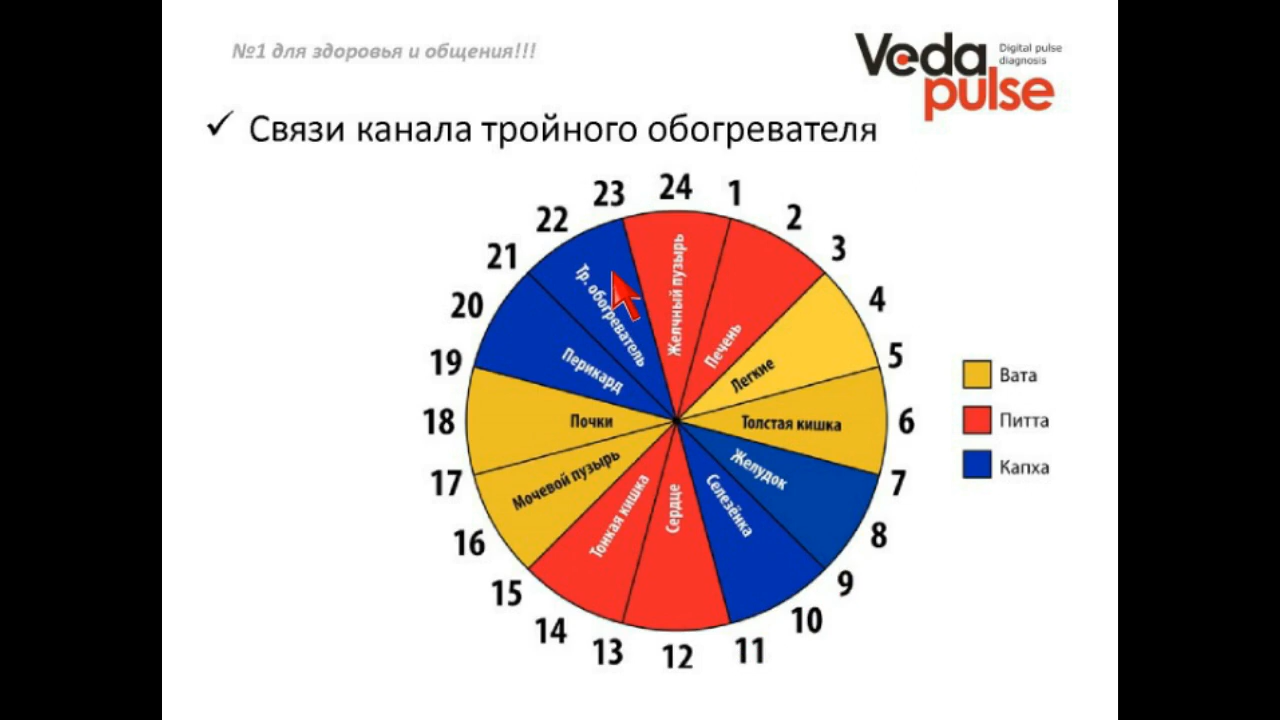 №1 для здоровья и общения!!!
Veda
pulse
Digital pulse
diagnosis
✓ Связи канала тройного обогревателя
24
1
2
3
4
5
6
7
8
9
10
11
12
13
14
15
16
17
18
19
20
21
22
23
Желчный пузырь
Печень
Легкие
Толстая кишка
Желудок
Селезёнка
Сердце
Тонкая кишка
Мочевой пузырь
Почки
Перикард
Тр. обогреватель
Вата
Питта
Капха